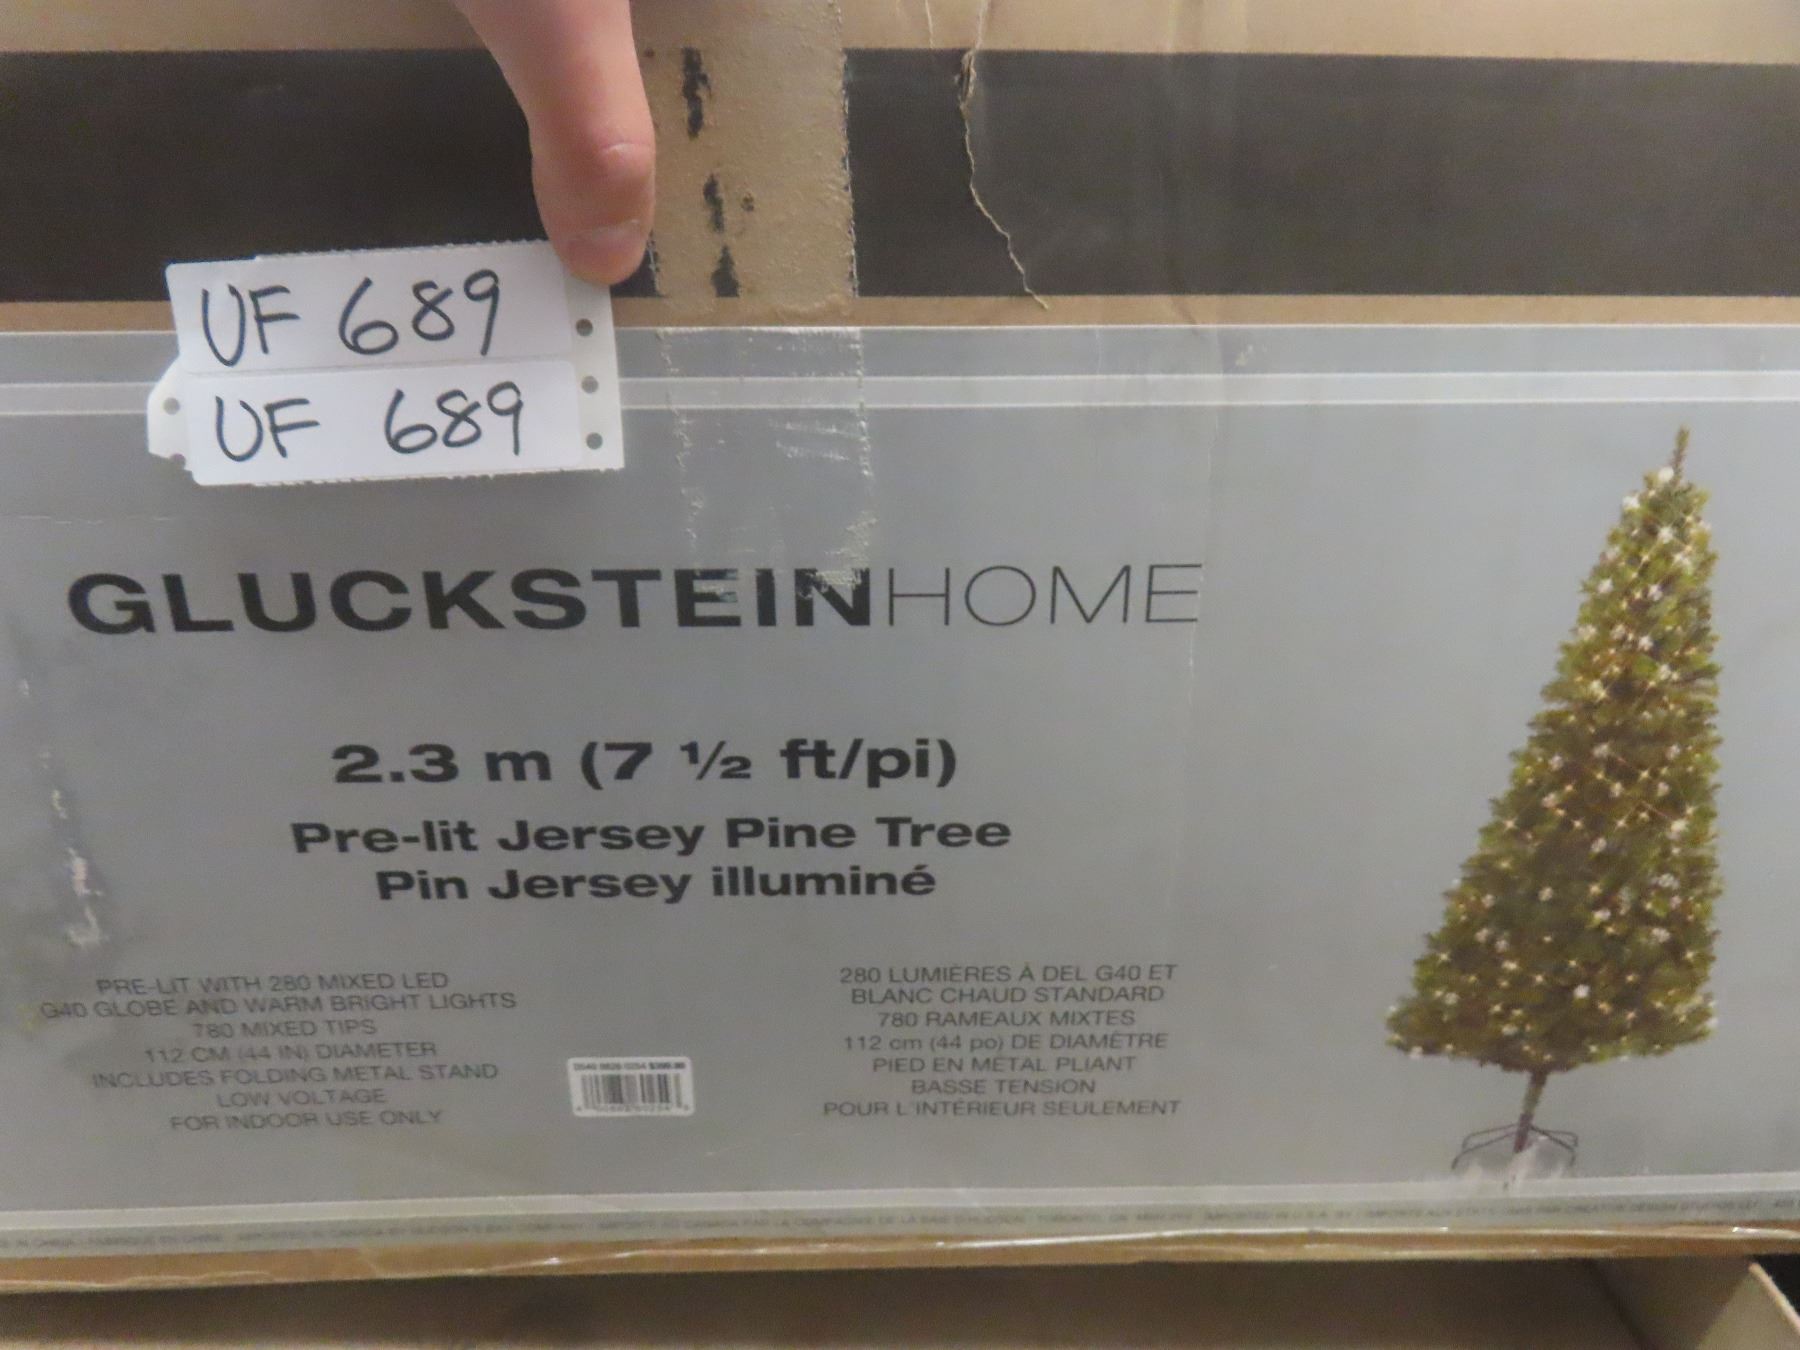 UF 689
UF 689
GLUCKSTEINHOME
2.3 m (7 ½ ft/pi)
Pre-lit Jersey Pine Tree
Pin Jersey illuminé
PRE-LIT WITH 280 MIXED LED
G40 GLOBE AND WARM BRIGHT LIGHTS
780 MIXED TIPS
112 CM (44 IN) DIAMETER
INCLUDES FOLDING METAL STAND
LOW VOLTAGE
FOR INDOOR USE ONLY
280 LUMIÈRES À DEL G40 ET
BLANC CHAUD STANDARD
780 RAMEAUX MIXTES
112 cm (44 po) DE DIAMÈTRE
PIED EN MÉTAL PLIANT
BASSE TENSION
POUR L'INTÉRIEUR SEULEMENT